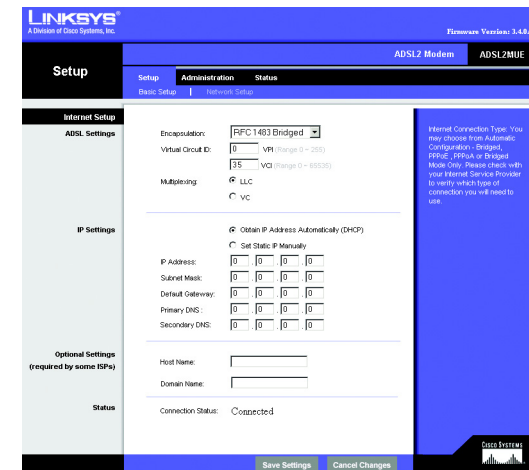 LINKSYS®
A Division of Cisco Systems, Inc.
Firmware Version: 3.4.0.
Setup
ADSL2 Modem
ADSL2MUE
Setup
Administration
Status
Basic Setup | Network Setup
Internet Setup
ADSL Settings
Encapsulation: RFC 1483 Bridged
Virtual Circuit ID: 0 VPI (Range 0 ~ 255)
35 VCI (Range 0 ~ 65535)
Multiplexing: LLC
VC
Internet Connection Type: You
may choose from Automatic
Configuration - Bridged,
PPPoE , PPPoA or Bridged
Mode Only. Please check with
your Internet Service Provider
to verify which type of
connection you will need to
use.
IP Settings
Obtain IP Address Automatically (DHCP)
Set Static IP Manually
IP Address: 0 . 0 . 0 . 0
Subnet Mask: 0 . 0 . 0 . 0
Default Gateway: 0 . 0 . 0 . 0
Primary DNS : 0 . 0 . 0 . 0
Secondary DNS: 0 . 0 . 0 . 0
Optional Settings
(required by some ISPs)
Host Name:
Domain Name:
Status
Connection Status: Connected
Save Settings
Cancel Changes
CISCO SYSTEMS